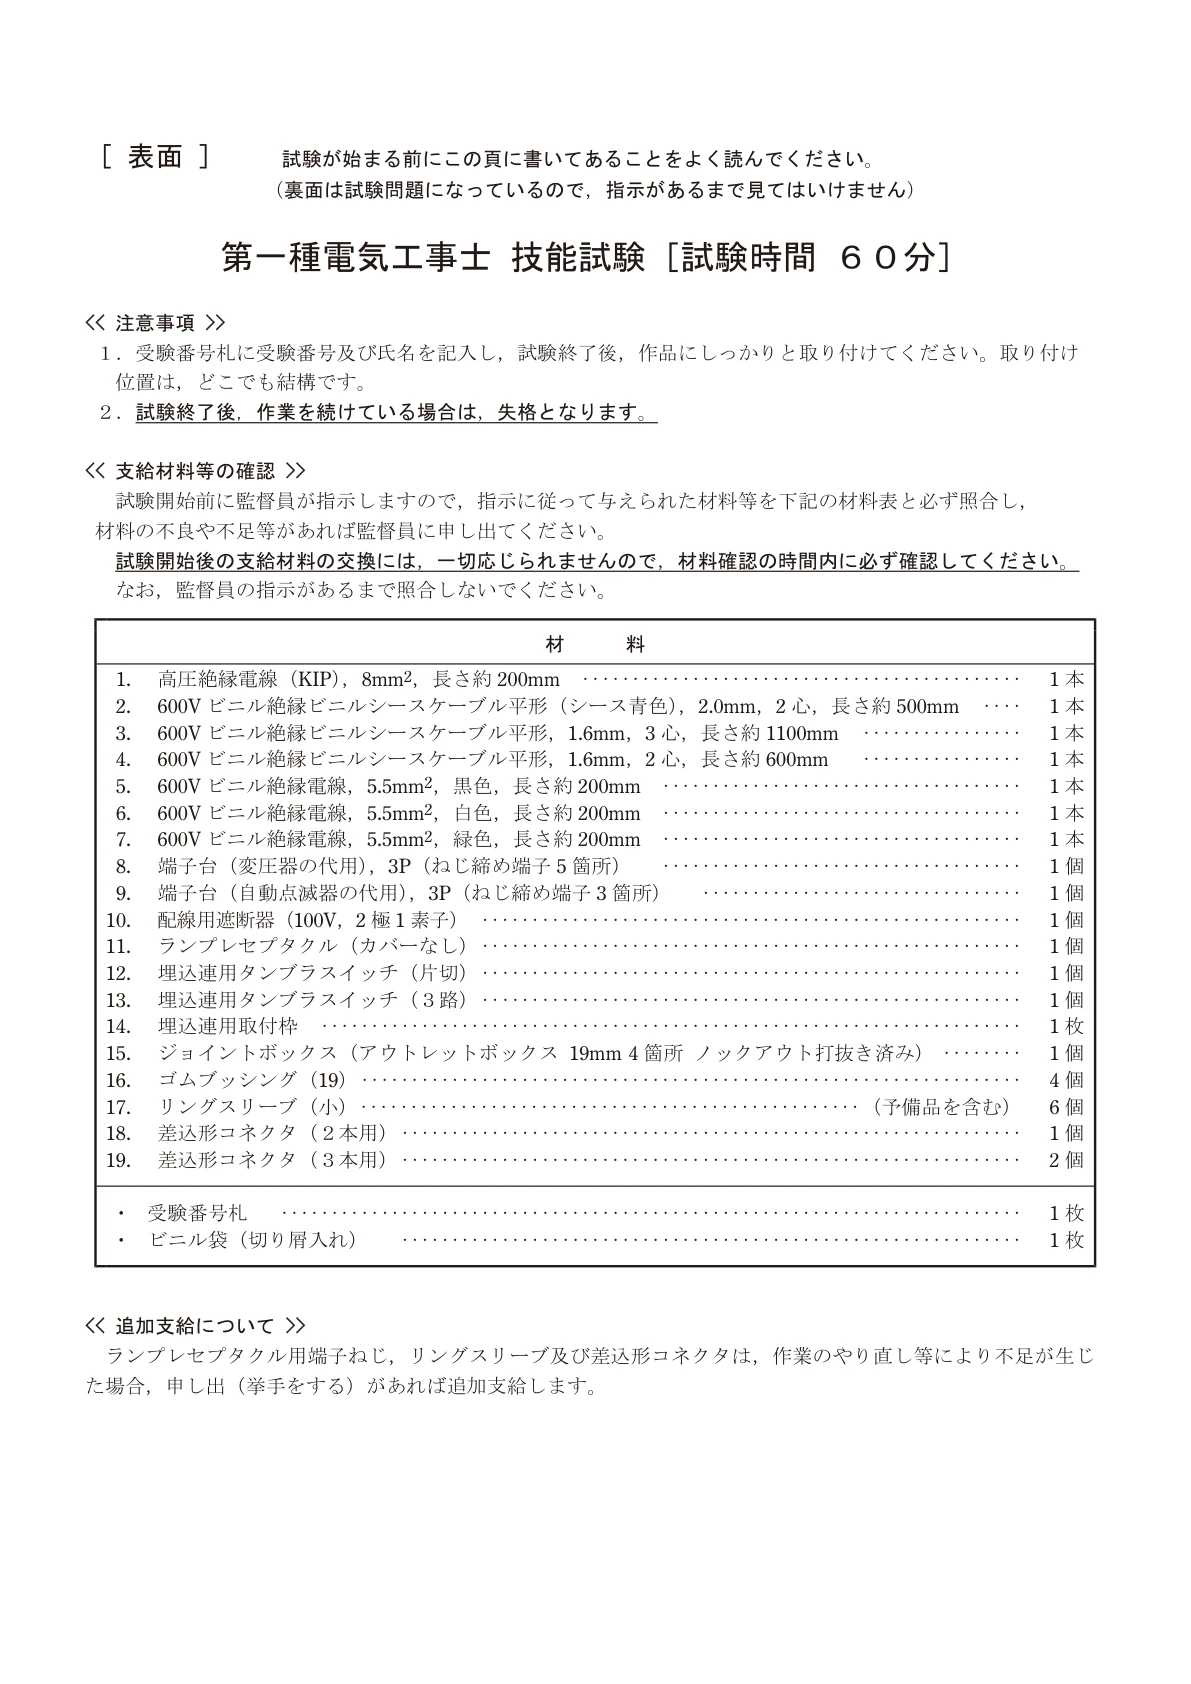 ［ 表面 ］ 試験が始まる前にこの頁に書いてあることをよく読んでください。
（裏面は試験問題になっているので，指示があるまで見てはいけません）
第一種電気工事士 技能試験［試験時間 ６０分］
≪ 注意事項 ≫
１．受験番号札に受験番号及び氏名を記入し，試験終了後，作品にしっかりと取り付けてください。取り付け
位置は，どこでも結構です。
２．試験終了後，作業を続けている場合は，失格となります。
≪ 支給材料等の確認 ≫
試験開始前に監督員が指示しますので，指示に従って与えられた材料等を下記の材料表と必ず照合し，
材料の不良や不足等があれば監督員に申し出てください。
試験開始後の支給材料の交換には，一切応じられませんので，材料確認の時間内に必ず確認してください。
なお，監督員の指示があるまで照合しないでください。
材 料
1. 高圧絶縁電線（KIP），8mm²，長さ約 200mm ‥‥‥‥ 1 本
2. 600V ビニル絶縁ビニルシースケーブル平形（シース青色），2.0mm，2 心，長さ約 500mm ‥‥ 1 本
3. 600V ビニル絶縁ビニルシースケーブル平形，1.6mm，3 心，長さ約 1100mm ‥‥‥‥ 1 本
4. 600V ビニル絶縁ビニルシースケーブル平形，1.6mm，2 心，長さ約 600mm ‥‥‥‥ 1 本
5. 600V ビニル絶縁電線，5.5mm²，黒色，長さ約 200mm ‥‥‥‥ 1 本
6. 600V ビニル絶縁電線，5.5mm²，白色，長さ約 200mm ‥‥‥‥ 1 本
7. 600V ビニル絶縁電線，5.5mm²，緑色，長さ約 200mm ‥‥‥‥ 1 本
8. 端子台（変圧器の代用），3P（ねじ締め端子 5 箇所） ‥‥‥‥ 1 個
9. 端子台（自動点滅器の代用），3P（ねじ締め端子 3 箇所） ‥‥‥‥ 1 個
10. 配線用遮断器（100V，2 極 1 素子） ‥‥‥‥ 1 個
11. ランプレセプタクル（カバーなし） ‥‥‥‥ 1 個
12. 埋込連用タンブラスイッチ（片切） ‥‥‥‥ 1 個
13. 埋込連用タンブラスイッチ（３路） ‥‥‥‥ 1 個
14. 埋込連用取付枠 ‥‥‥‥ 1 枚
15. ジョイントボックス（アウトレットボックス 19mm 4 箇所 ノックアウト打抜き済み） ‥‥‥‥ 1 個
16. ゴムブッシング（19） ‥‥‥‥ 4 個
17. リングスリーブ（小） ‥‥‥‥（予備品を含む） 6 個
18. 差込形コネクタ（２本用） ‥‥‥‥ 1 個
19. 差込形コネクタ（３本用） ‥‥‥‥ 2 個
・ 受験番号札 ‥‥‥‥ 1 枚
・ ビニル袋（切り屑入れ） ‥‥‥‥ 1 枚
≪ 追加支給について ≫
ランプレセプタクル用端子ねじ，リングスリーブ及び差込形コネクタは，作業のやり直し等により不足が生じ
た場合，申し出（挙手をする）があれば追加支給します。